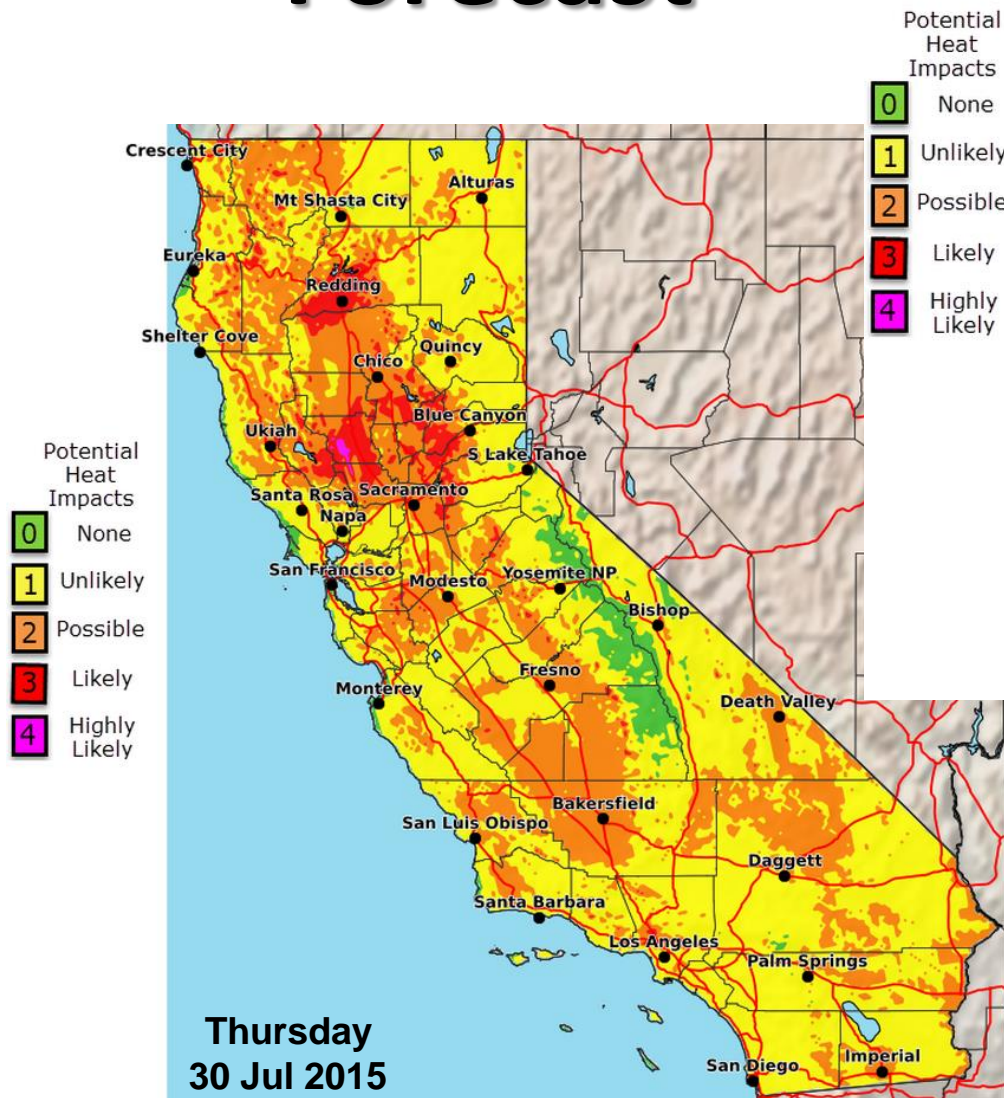 Forecast
Potential
Heat
Impacts
0 None
1 Unlikely
2 Possible
3 Likely
4 Highly
Likely
Crescent City
Alturas
Mt Shasta City
Eureka
Redding
Shelter Cove
Quincy
Chico
Blue Canyon
Ukiah
S Lake Tahoe
Santa Rosa
Sacramento
Napa
San Francisco
Modesto
Yosemite NP
Bishop
Fresno
Monterey
Death Valley
Bakersfield
San Luis Obispo
Daggett
Santa Barbara
Los Angeles
Palm Springs
San Diego
Imperial
Potential
Heat
Impacts
0 None
1 Unlikely
2 Possible
3 Likely
4 Highly
Likely
Thursday
30 Jul 2015